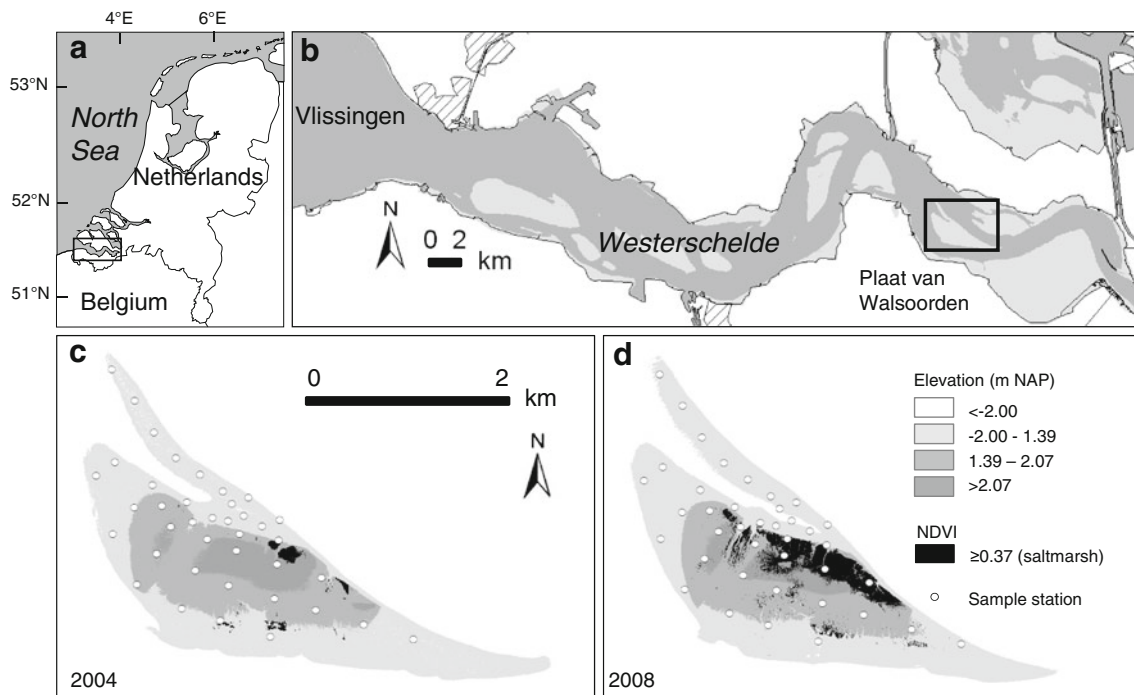 4°E 6°E
a
53°N
North
Sea
Netherlands
52°N
51°N
Belgium
b
Vlissingen
N
0 2
km
Westerschelde
Plaat van
Walsoorden
c
0 2
km
N
2004
d
Elevation (m NAP)
<-2.00
-2.00 - 1.39
1.39 – 2.07
>2.07
NDVI
≥0.37 (saltmarsh)
Sample station
2008